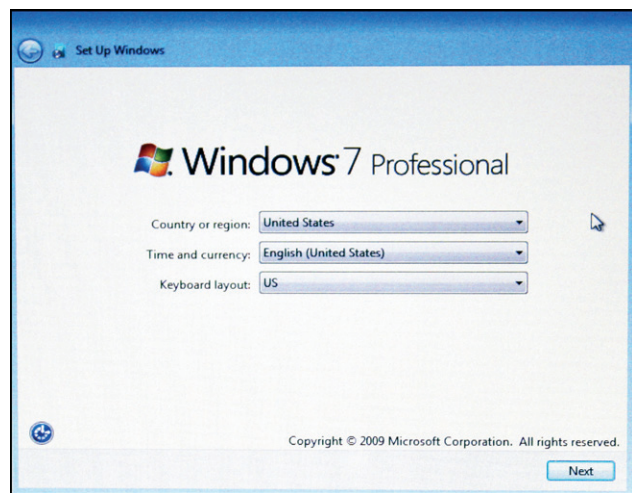 Set Up Windows
Windows 7 Professional
Country or region: United States
Time and currency: English (United States)
Keyboard layout: US
Copyright © 2009 Microsoft Corporation. All rights reserved.
Next